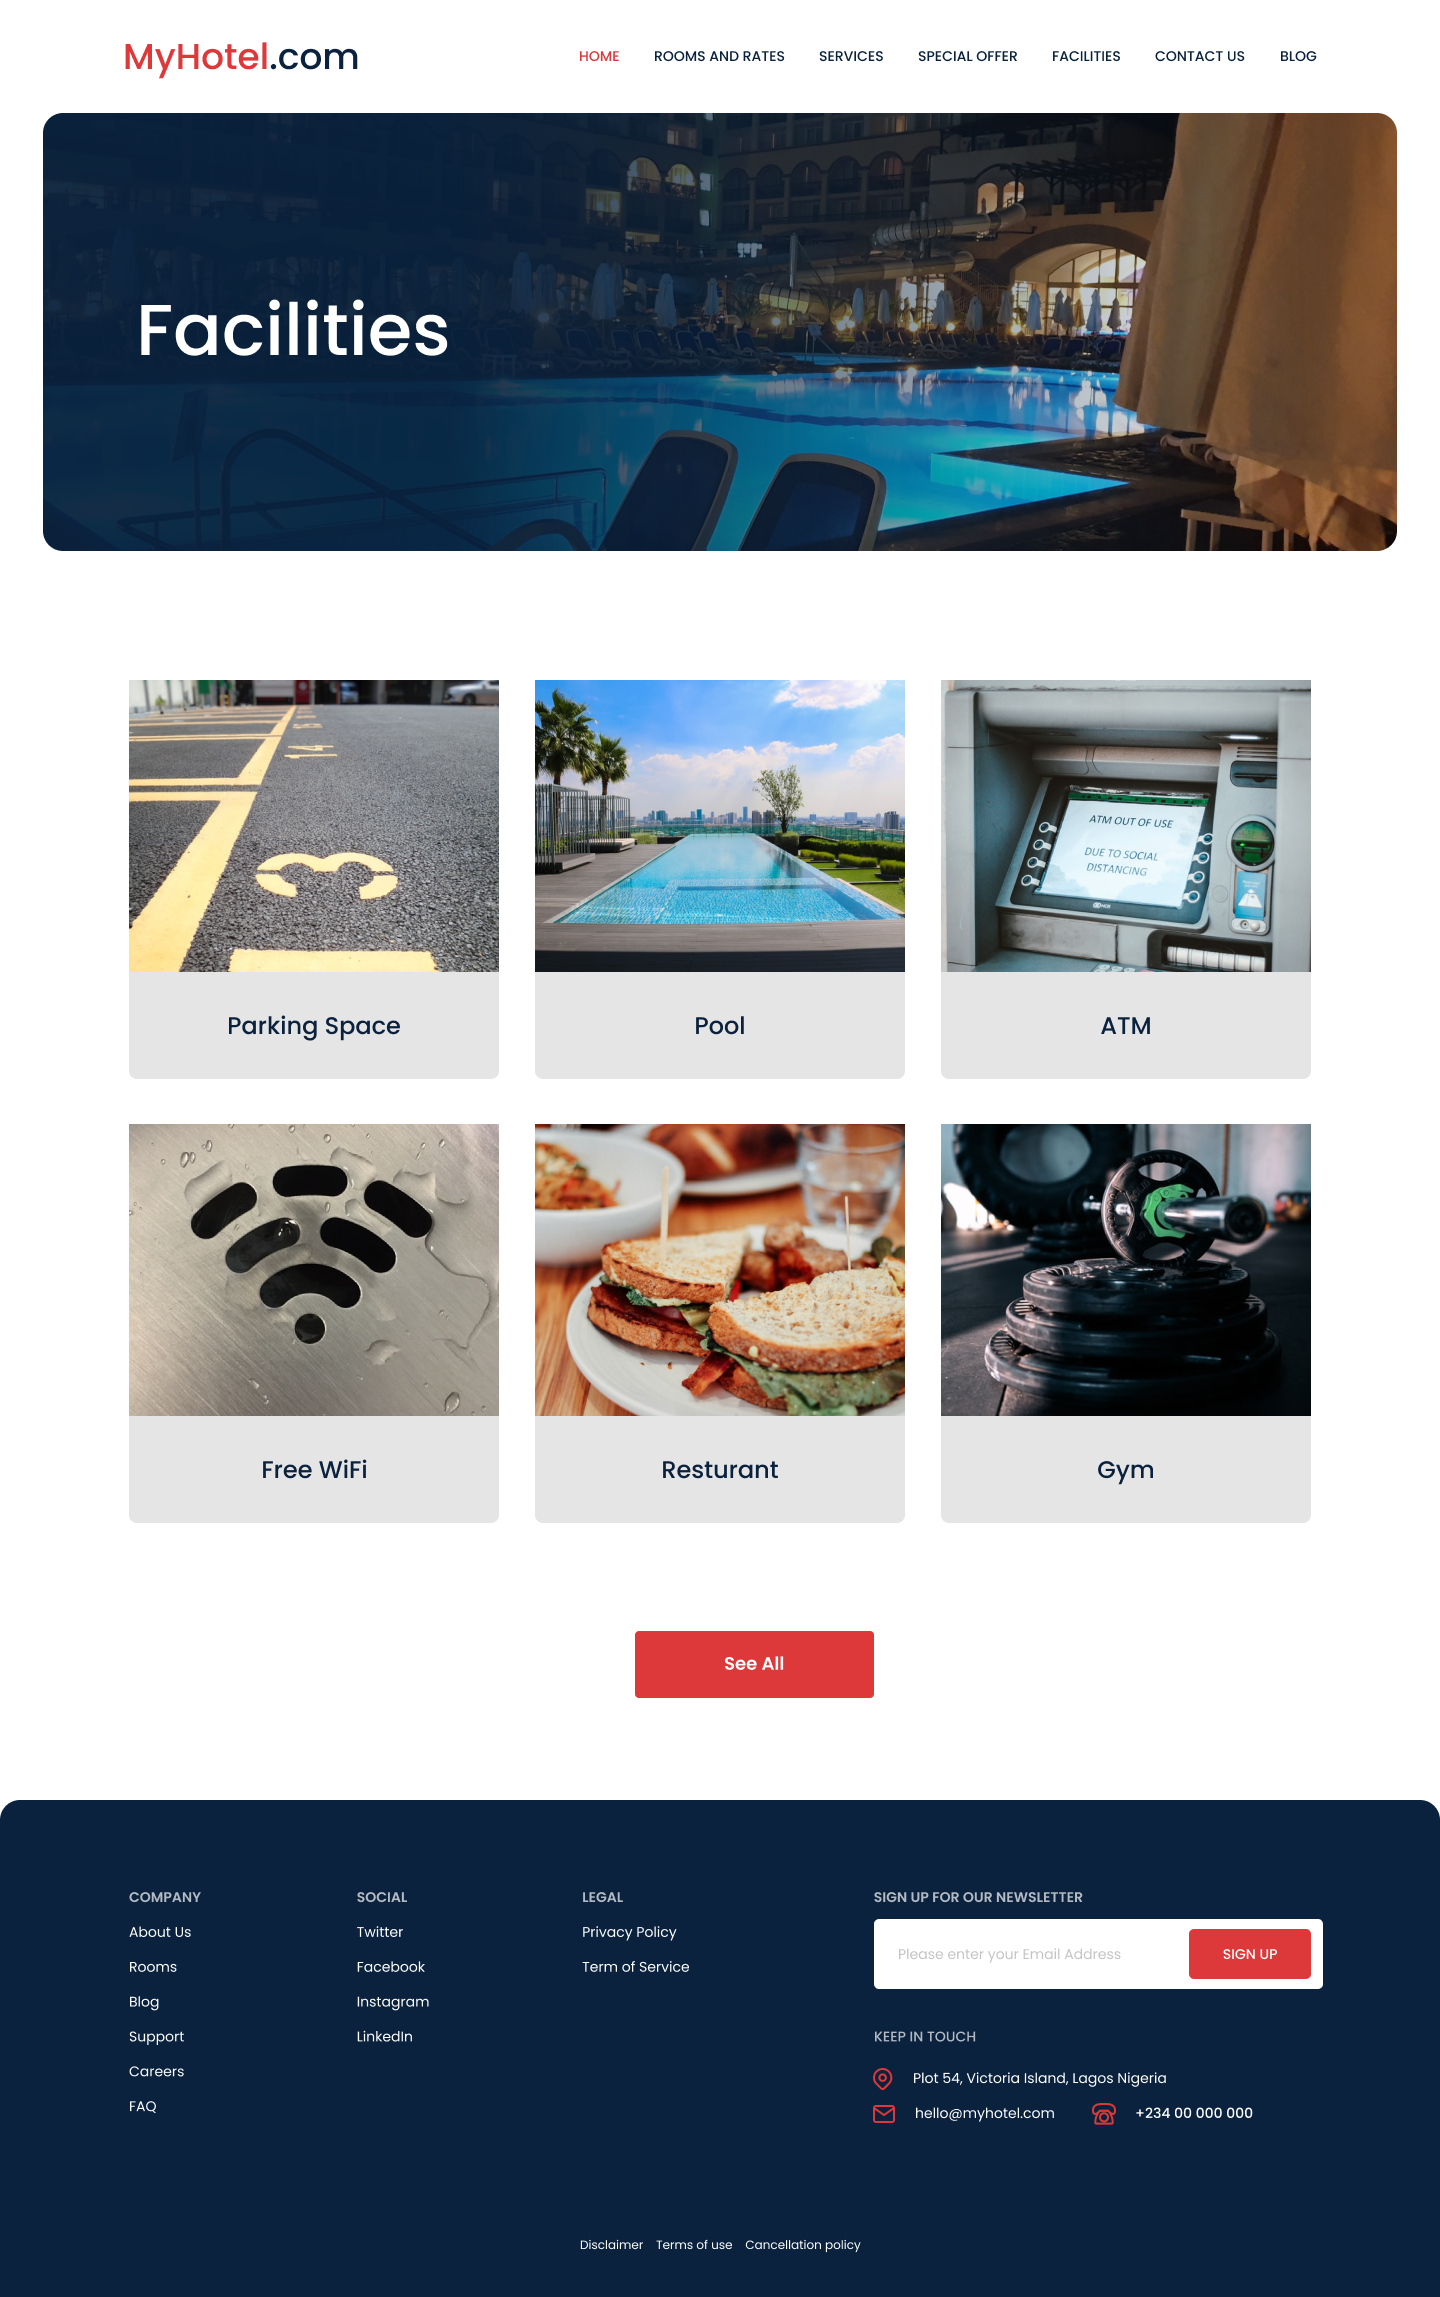 MyHotel.com
HOME ROOMS AND RATES SERVICES SPECIAL OFFER FACILITIES CONTACT US BLOG
Facilities
14
3
ATM OUT OF USE
DUE TO SOCIAL
DISTANCING
Parking Space
Pool
ATM
Free WiFi
Resturant
Gym
See All
COMPANY
About Us
Rooms
Blog
Support
Careers
FAQ
SOCIAL
Twitter
Facebook
Instagram
LinkedIn
LEGAL
Privacy Policy
Term of Service
SIGN UP FOR OUR NEWSLETTER
Please enter your Email Address
SIGN UP
KEEP IN TOUCH
Plot 54, Victoria Island, Lagos Nigeria
hello@myhotel.com
+234 00 000 000
Disclaimer Terms of use Cancellation policy